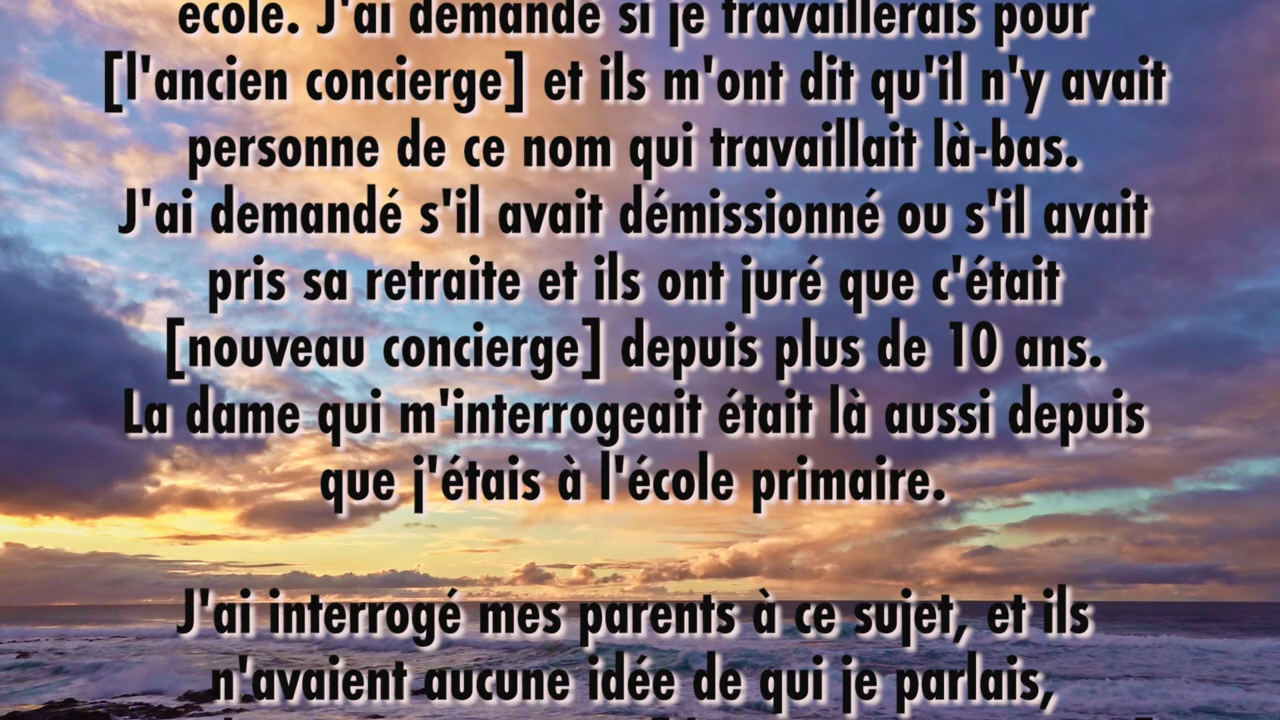 école. J'ai demandé si je travaillerais pour
[l'ancien concierge] et ils m'ont dit qu'il n'y avait
personne de ce nom qui travaillait là-bas.
J'ai demandé s'il avait démissionné ou s'il avait
pris sa retraite et ils ont juré que c'était
[nouveau concierge] depuis plus de 10 ans.
La dame qui m'interrogeait était là aussi depuis
que j'étais à l'école primaire.
J'ai interrogé mes parents à ce sujet, et ils
n'avaient aucune idée de qui je parlais,